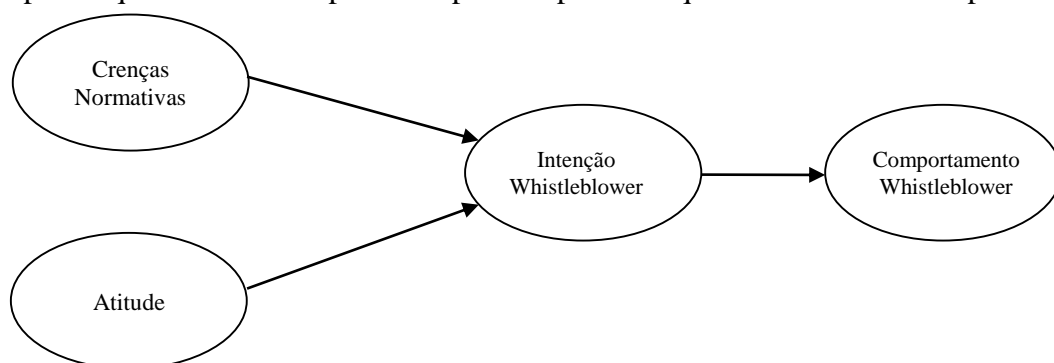 Crenças
Normativas
Intenção
Whistleblower
Comportamento
Whistleblower
Atitude